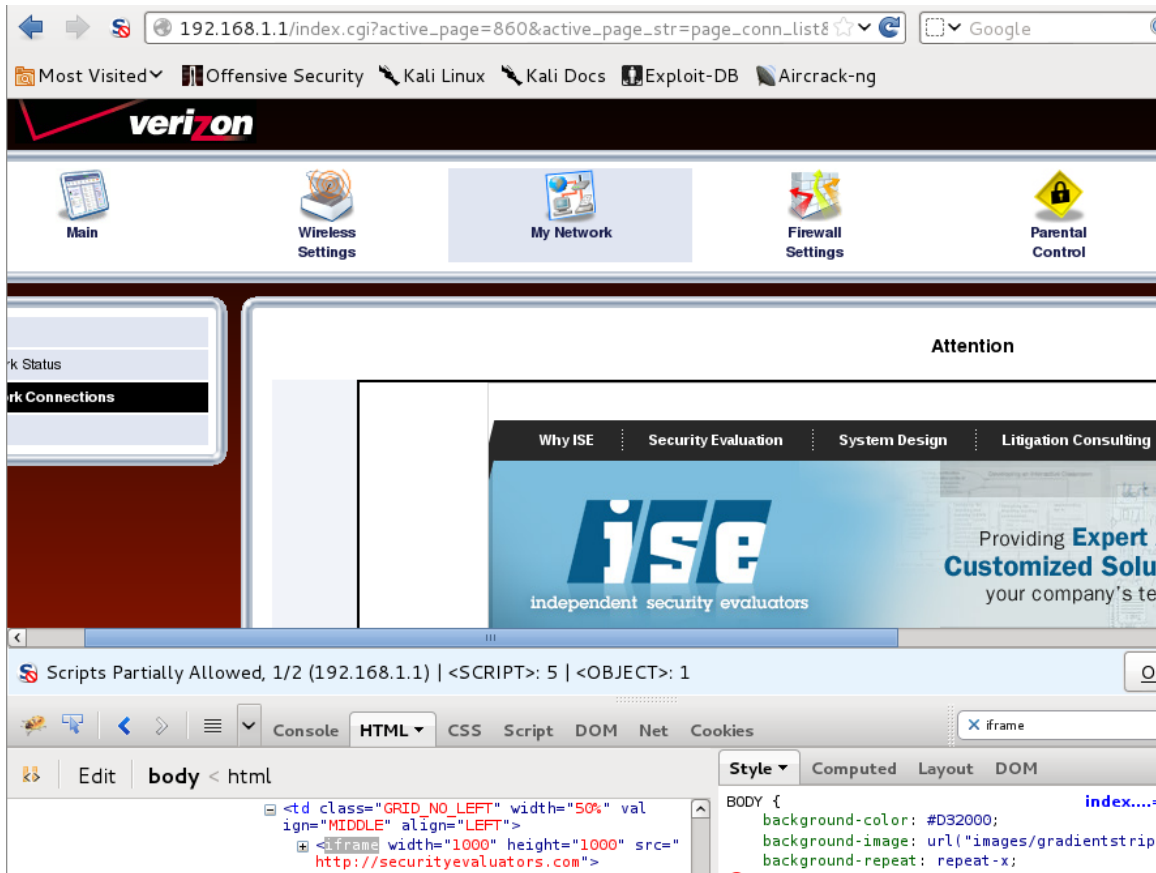 192.168.1.1/index.cgi?active_page=860&active_page_str=page_conn_list&
Google
Most Visited
Offensive Security
Kali Linux
Kali Docs
Exploit-DB
Aircrack-ng
verizon
Main
Wireless
Settings
My Network
Firewall
Settings
Parental
Control
rk Status
rk Connections
Attention
Why ISE
Security Evaluation
System Design
Litigation Consulting
ise
independent security evaluators
Providing Expert
Customized Solu
your company's te
Scripts Partially Allowed, 1/2 (192.168.1.1) | <SCRIPT>: 5 | <OBJECT>: 1
O
Console
HTML
CSS
Script
DOM
Net
Cookies
iframe
Edit
body < html
Style
Computed
Layout
DOM
<td class="GRID_NO_LEFT" width="50%" val
ign="MIDDLE" align="LEFT">
<iframe width="1000" height="1000" src="
http://securityevaluators.com">
BODY {
index....=
background-color: #D32000;
background-image: url("images/gradientstrip
background-repeat: repeat-x;